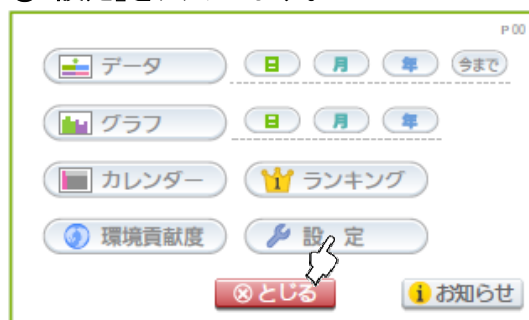 P 00
データ 日 月 年 今まで
グラフ 日 月 年
カレンダー ランキング
環境貢献度 設 定
とじる お知らせ